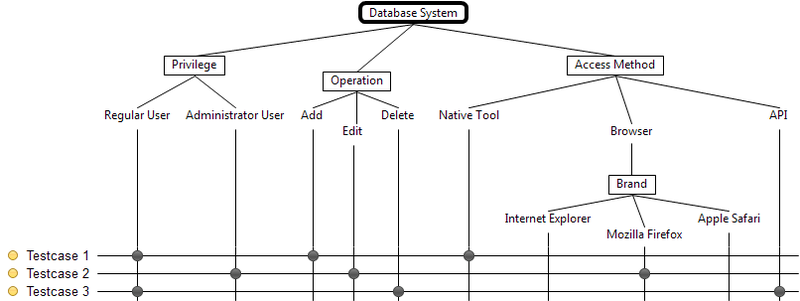 Database System
Privilege
Operation
Access Method
Regular User
Administrator User
Add
Edit
Delete
Native Tool
Browser
API
Brand
Internet Explorer
Mozilla Firefox
Apple Safari
Testcase 1
Testcase 2
Testcase 3